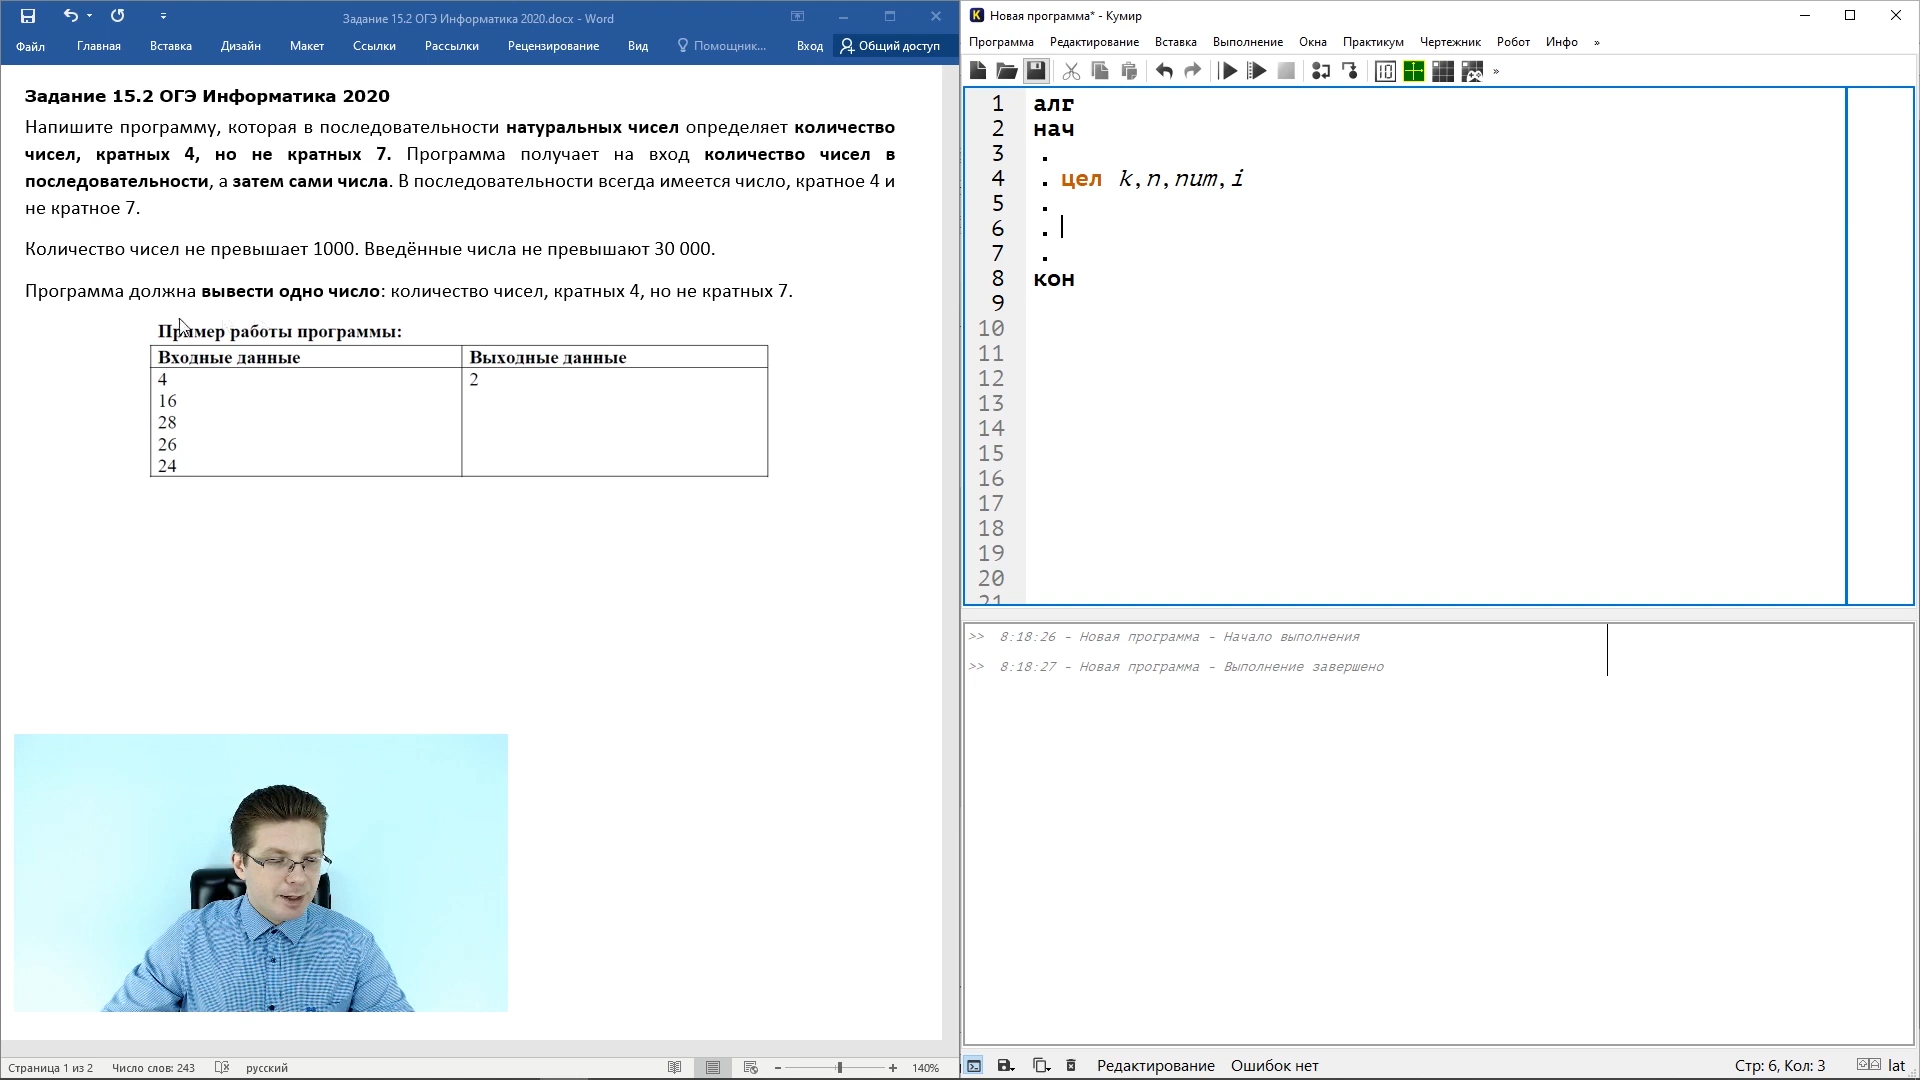 Задание 15.2 ОГЭ Информатика 2020.docx - Word
Файл Главная Вставка Дизайн Макет Ссылки Рассылки Рецензирование Вид Помощник... Вход Общий доступ
Задание 15.2 ОГЭ Информатика 2020
Напишите программу, которая в последовательности натуральных чисел определяет количество
чисел, кратных 4, но не кратных 7. Программа получает на вход количество чисел в
последовательности, а затем сами числа. В последовательности всегда имеется число, кратное 4 и
не кратное 7.
Количество чисел не превышает 1000. Введённые числа не превышают 30 000.
Программа должна вывести одно число: количество чисел, кратных 4, но не кратных 7.
Пример работы программы:
Входные данные Выходные данные
4 2
16
28
26
24
Страница 1 из 2 Число слов: 243 русский 140%
Новая программа* - Кумир
Программа Редактирование Вставка Выполнение Окна Практикум Чертежник Робот Инфо »
1 алг
2 нач
3 .
4 . цел k,n,num,i
5 .
6 .
7 .
8 кон
9
10
11
12
13
14
15
16
17
18
19
20
21
>> 8:18:26 - Новая программа - Начало выполнения
>> 8:18:27 - Новая программа - Выполнение завершено
Редактирование Ошибок нет Стр: 6, Кол: 3 lat